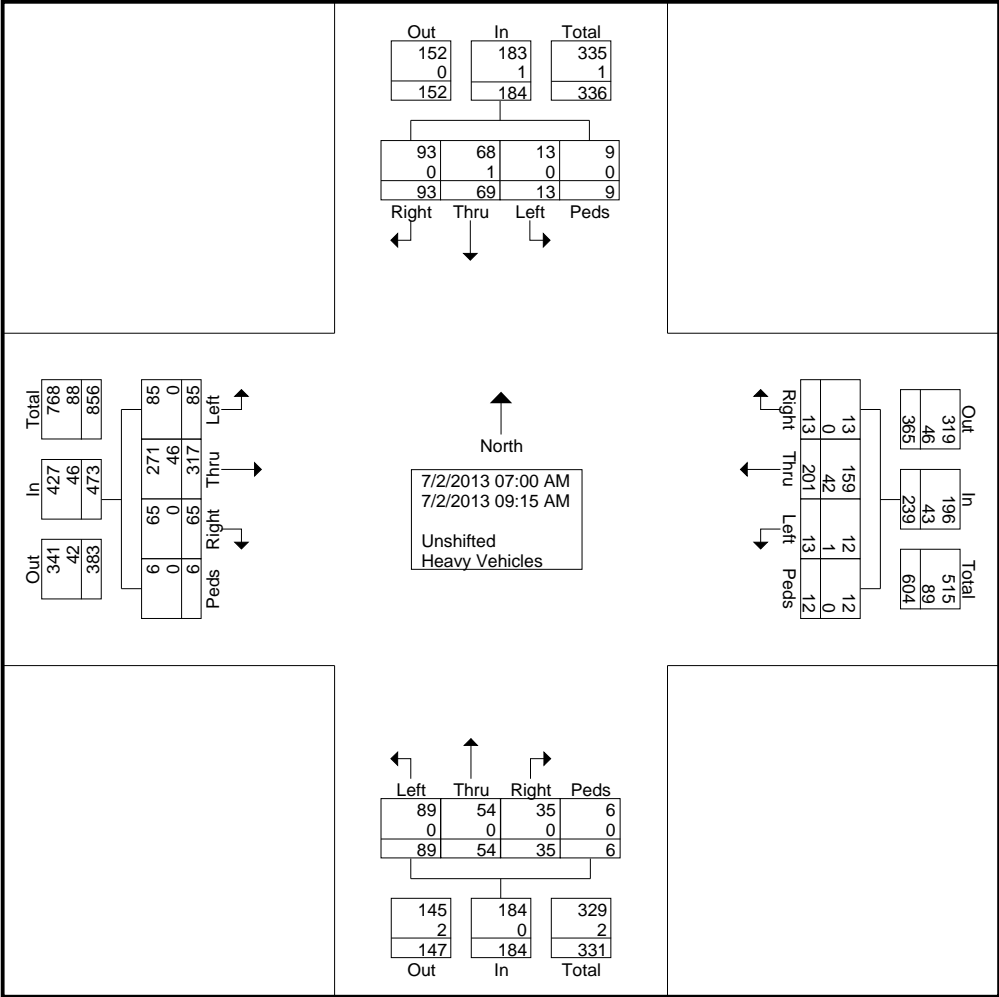 Out In Total
152 183 335
0 1 1
152 184 336
93 68 13 9
0 1 0 0
93 69 13 9
Right Thru Left Peds
Total
768
88
856
In
427
46
473
Out
341
42
383
85
0
85
Left
271
46
317
Thru
65
0
65
Right
6
0
6
Peds
North
7/2/2013 07:00 AM
7/2/2013 09:15 AM
Unshifted
Heavy Vehicles
Right
13
0
13
Thru
159
42
201
Left
12
1
13
Peds
12
0
12
Out
319
46
365
In
196
43
239
Total
515
89
604
Left Thru Right Peds
89 54 35 6
0 0 0 0
89 54 35 6
145 184 329
2 0 2
147 184 331
Out In Total